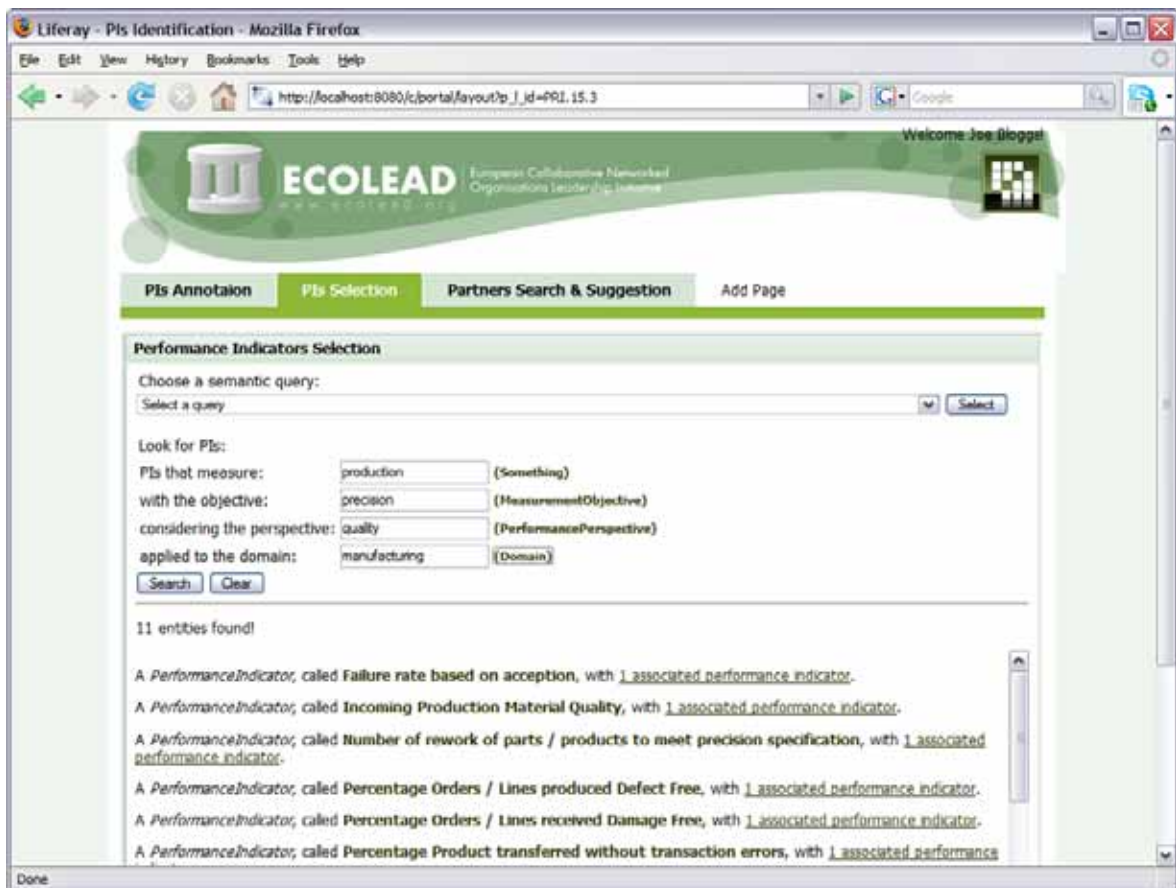 Liferay - PIs Identification - Mozilla Firefox
File Edit View History Bookmarks Tools Help
http://localhost:8080/c/portal/layout?p_l_id=PRI.15.3
Google
Welcome Joe Bloggs!
ECOLEAD
European Collaborative Networked
Organisations Leadership Initiative
www.ecolead.org
PIs Annotaion
PIs Selection
Partners Search & Suggestion
Add Page
Performance Indicators Selection
Choose a semantic query:
Select a query
Select
Look for PIs:
PIs that measure: production (Something)
with the objective: precision (MeasurementObjective)
considering the perspective: quality (PerformancePerspective)
applied to the domain: manufacturing (Domain)
Search Clear
11 entities found!
A PerformanceIndicator, called Failure rate based on acception, with 1 associated performance indicator.
A PerformanceIndicator, called Incoming Production Material Quality, with 1 associated performance indicator.
A PerformanceIndicator, called Number of rework of parts / products to meet precision specification, with 1 associated
performance indicator.
A PerformanceIndicator, called Percentage Orders / Lines produced Defect Free, with 1 associated performance indicator.
A PerformanceIndicator, called Percentage Orders / Lines received Damage Free, with 1 associated performance indicator.
A PerformanceIndicator, called Percentage Product transferred without transaction errors, with 1 associated performance
Done